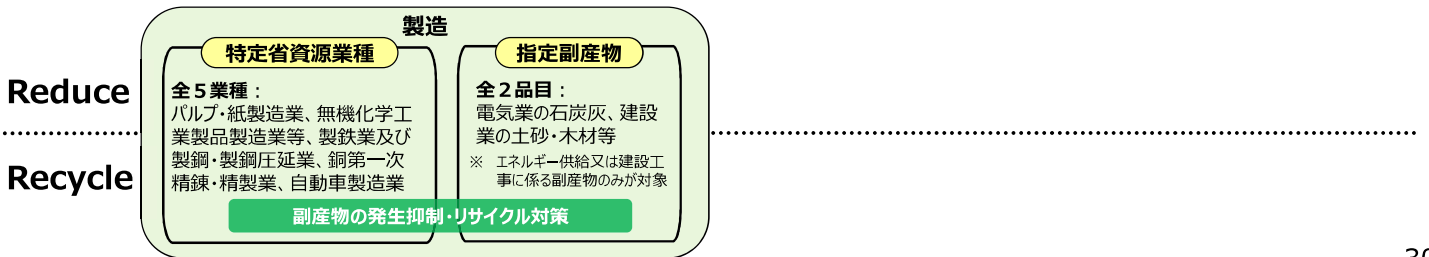 製造
特定省資源業種
指定副産物
Reduce
Recycle
全５業種：
パルプ・紙製造業、無機化学工
業製品製造業等、製鉄業及び
製鋼・製鋼圧延業、銅第一次
精錬・精製業、自動車製造業
全２品目：
電気業の石炭灰、建設
業の土砂・木材等
※ エネルギー供給又は建設工
事に係る副産物のみが対象
副産物の発生抑制・リサイクル対策